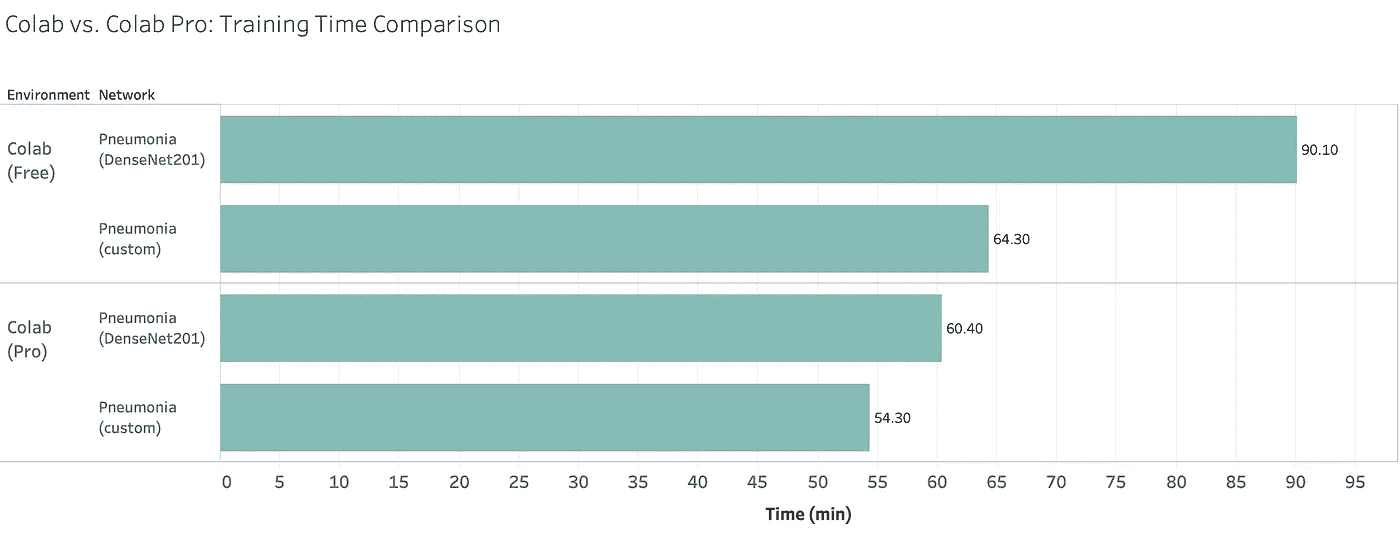 Colab vs. Colab Pro: Training Time Comparison
Environment Network
Colab
(Free)
Pneumonia
(DenseNet201)
90.10
Pneumonia
(custom)
64.30
Colab
(Pro)
Pneumonia
(DenseNet201)
60.40
Pneumonia
(custom)
54.30
0 5 10 15 20 25 30 35 40 45 50 55 60 65 70 75 80 85 90 95
Time (min)